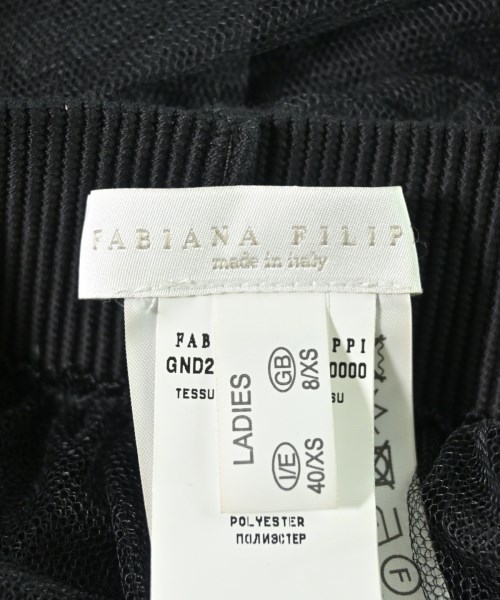 FABIANA FILIP
made in italy
FAB
PPI
GND2
0000
TESSU
SU
LADIES
GB
8/XS
I/E
40/XS
POLYESTER
ПОЛИЭСТЕР
F